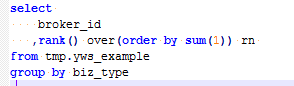 select
broker_id
,rank() over(order by sum(1)) rn
from tmp.yws_example
group by biz_type